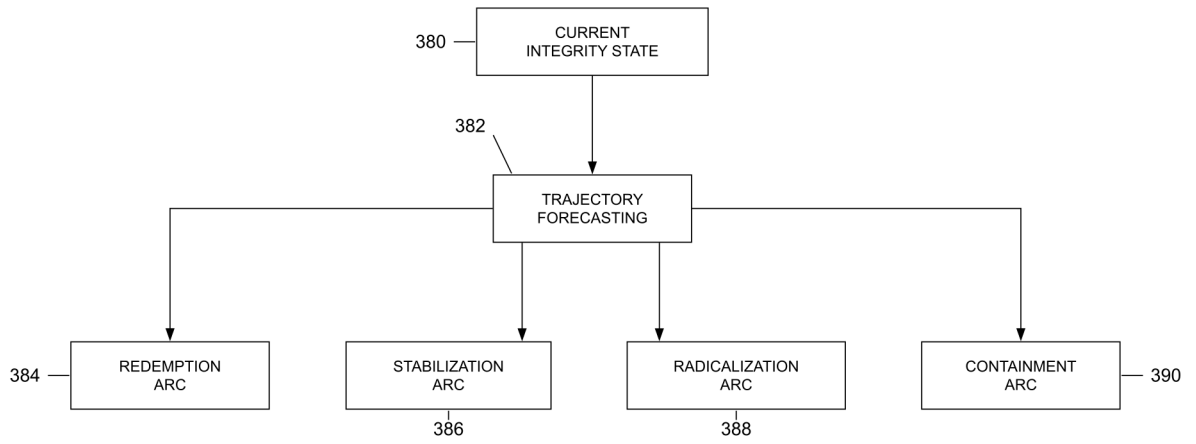 380
CURRENT
INTEGRITY STATE
382
TRAJECTORY
FORECASTING
384
REDEMPTION
ARC
STABILIZATION
ARC
386
RADICALIZATION
ARC
388
CONTAINMENT
ARC
390